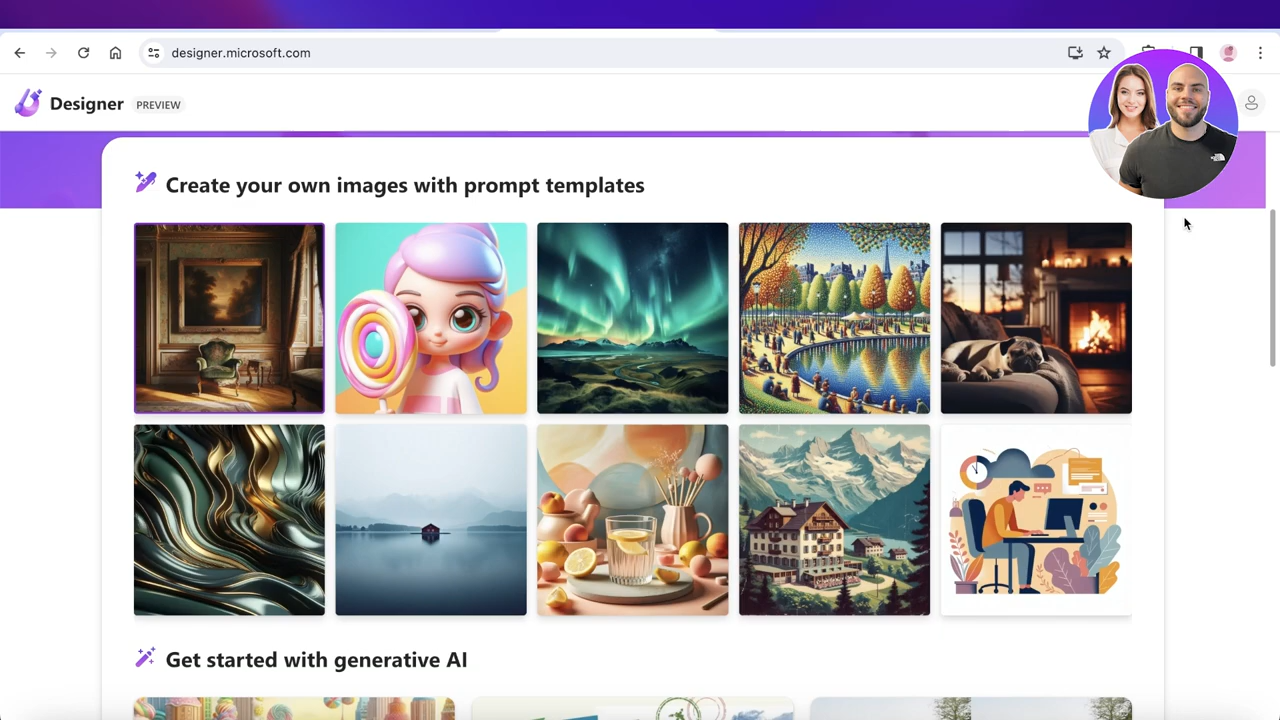 designer.microsoft.com
Designer PREVIEW
Create your own images with prompt templates
Get started with generative AI